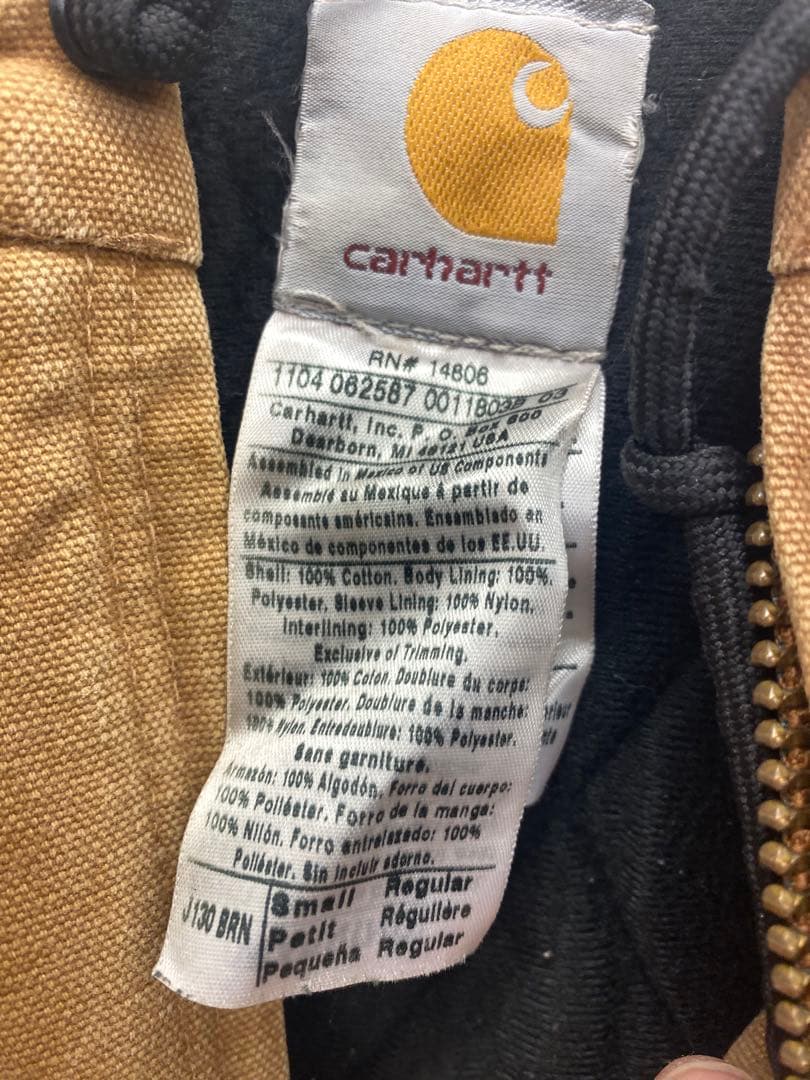 carhartt
RN# 14806
1104 062587 00118038 03
Carhartt, Inc. P. O. Box 600
Dearborn, MI 48121 USA
Assembled in Mexico of US Components
Assemblé au Mexique à partir de
composants américains. Ensamblado en
México de componentes de los EE.UU.
Shell: 100% Cotton. Body Lining: 100%
Polyester. Sleeve Lining: 100% Nylon.
Interlining: 100% Polyester.
Exclusive of Trimming.
Extérieur: 100% Coton. Doublure du corps:
100% Polyester. Doublure de la manche:
100% Nylon. Entredoublure: 100% Polyester.
Sans garniture.
Armazón: 100% Algodón. Forro del cuerpo:
100% Poliéster. Forro de la manga:
100% Nilón. Forro entrelazado: 100%
Poliéster. Sin incluir adorno.
J130 BRN
Small Regular
Petit Régulière
Pequeña Regular